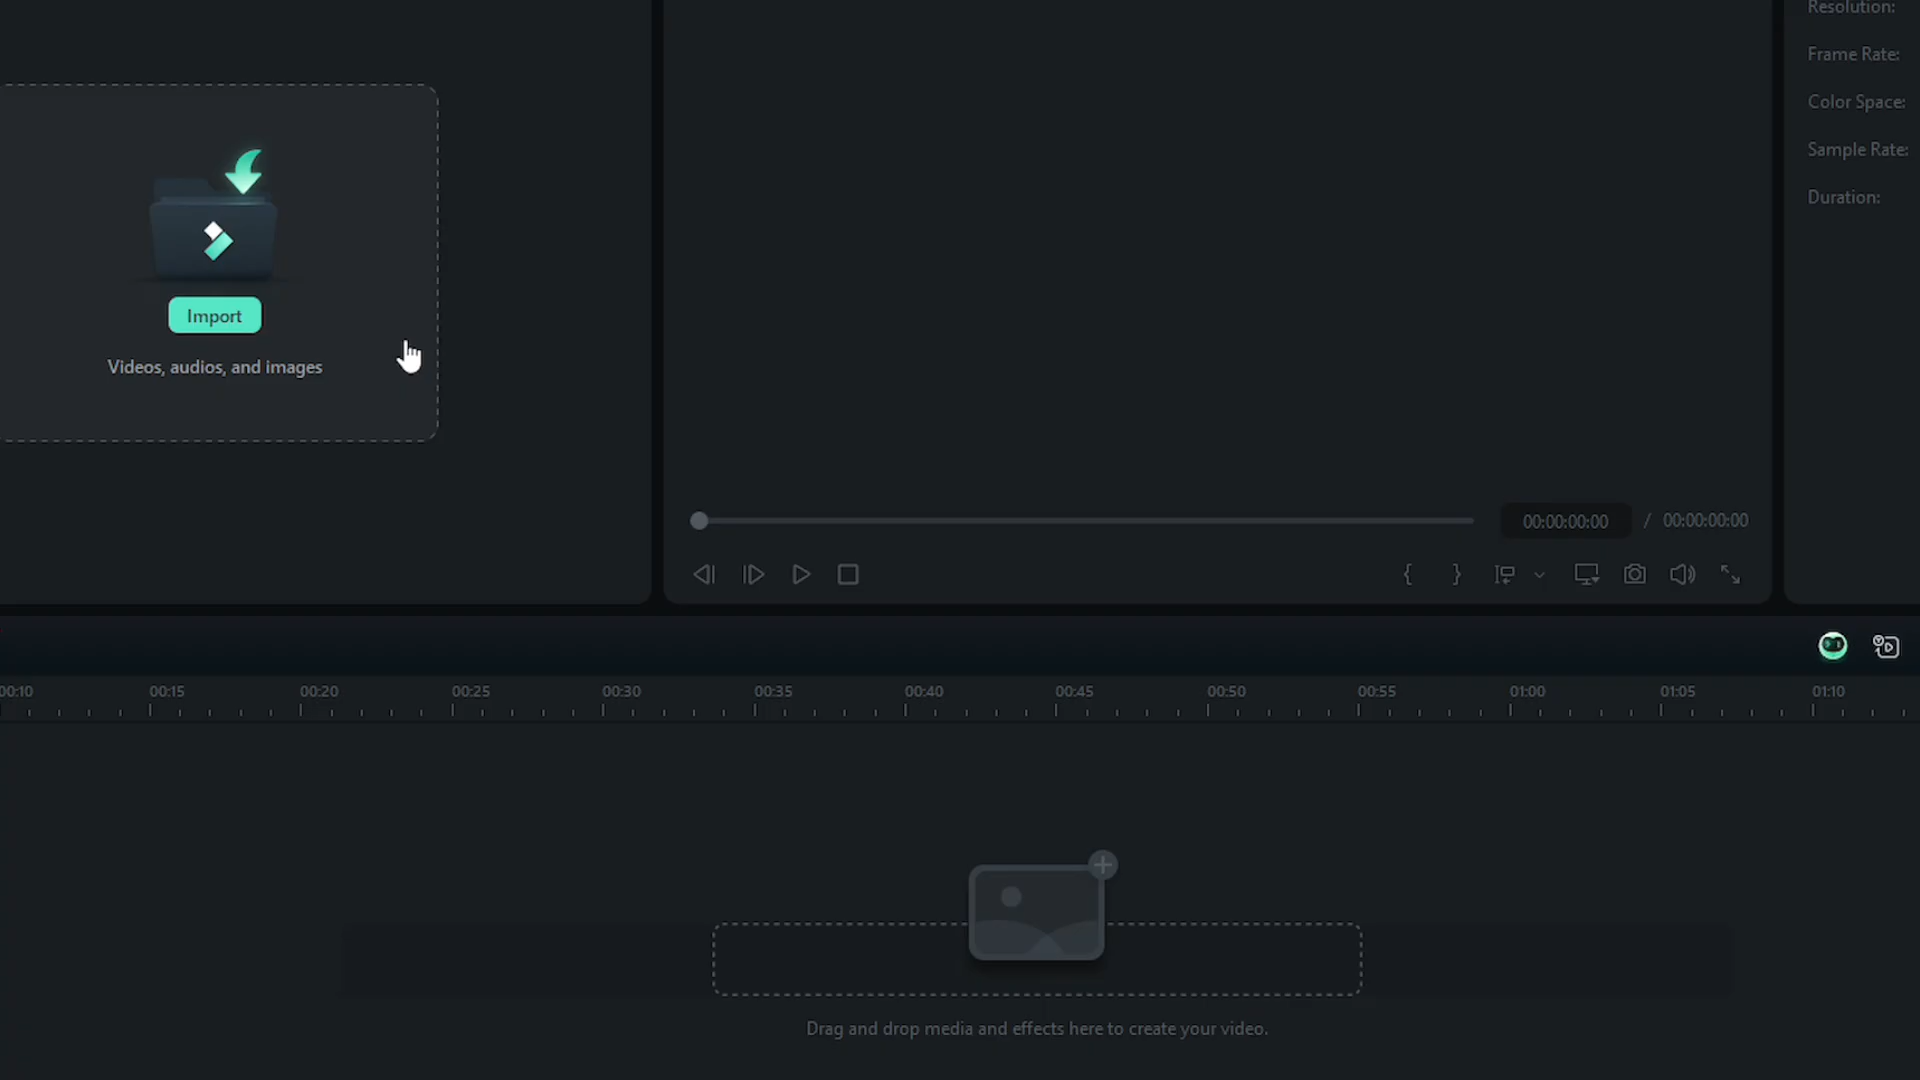 Resolution:
Frame Rate:
Color Space:
Sample Rate:
Duration:
Import
Videos, audios, and images
00:00:00:00 / 00:00:00:00
00:10 00:15 00:20 00:25 00:30 00:35 00:40 00:45 00:50 00:55 01:00 01:05 01:10
Drag and drop media and effects here to create your video.